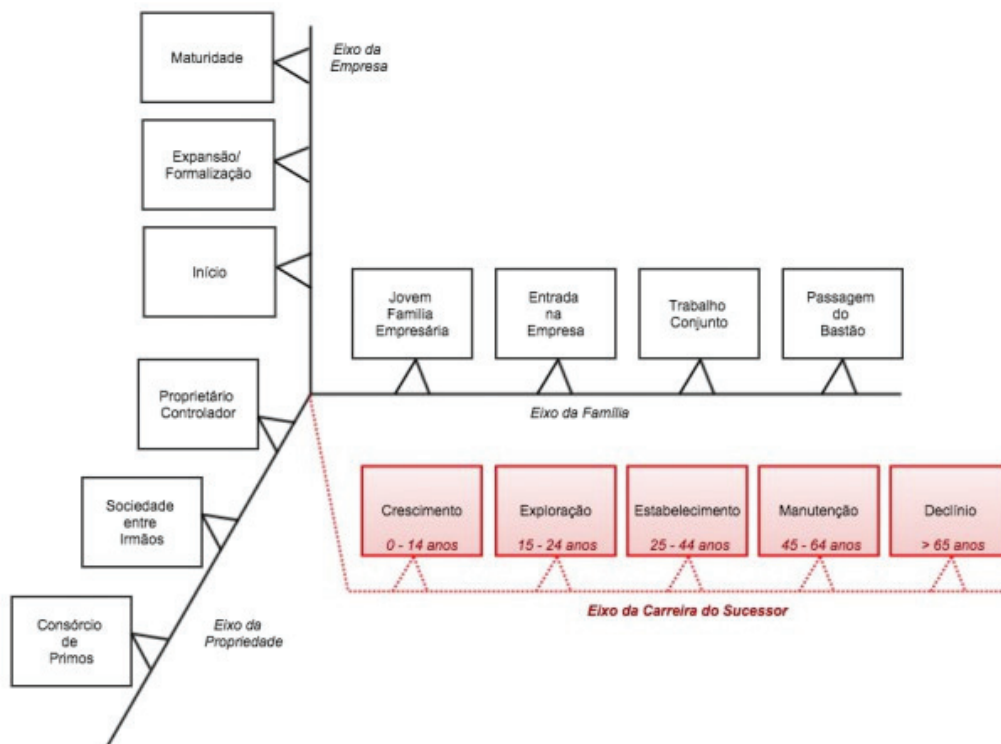 Maturidade
Eixo da
Empresa
Expansão/
Formalização
Início
Jovem
Família
Empresária
Entrada
na
Empresa
Trabalho
Conjunto
Passagem
do
Bastão
Eixo da Família
Proprietário
Controlador
Sociedade
entre
Irmãos
Consórcio
de
Primos
Eixo da
Propriedade
Crescimento
0 - 14 anos
Exploração
15 - 24 anos
Estabelecimento
25 - 44 anos
Manutenção
45 - 64 anos
Declínio
> 65 anos
Eixo da Carreira do Sucessor